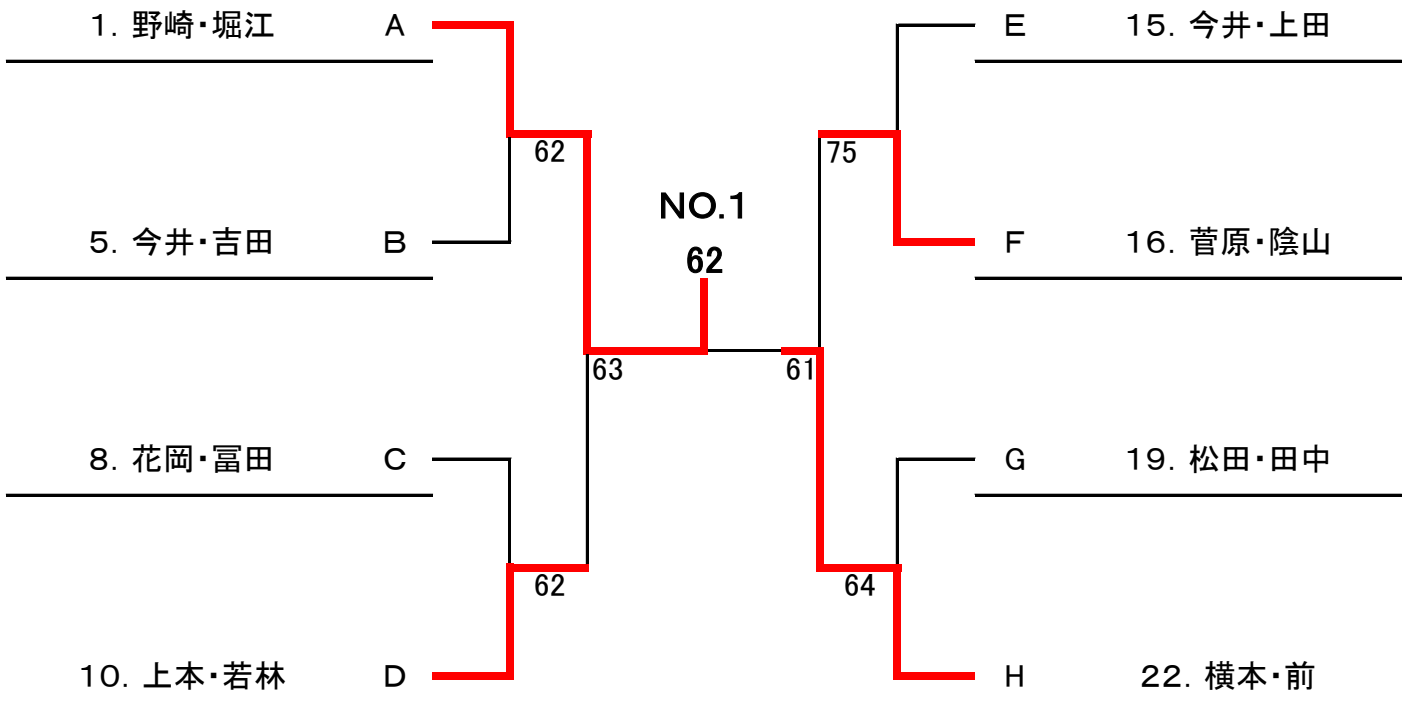 １．野崎・堀江 A
E １５．今井・上田
62
75
NO.1
５．今井・吉田 B
62
F １６．菅原・陰山
63
61
８．花岡・冨田 C
G １９．松田・田中
62
64
１０．上本・若林 D
H ２２．横本・前